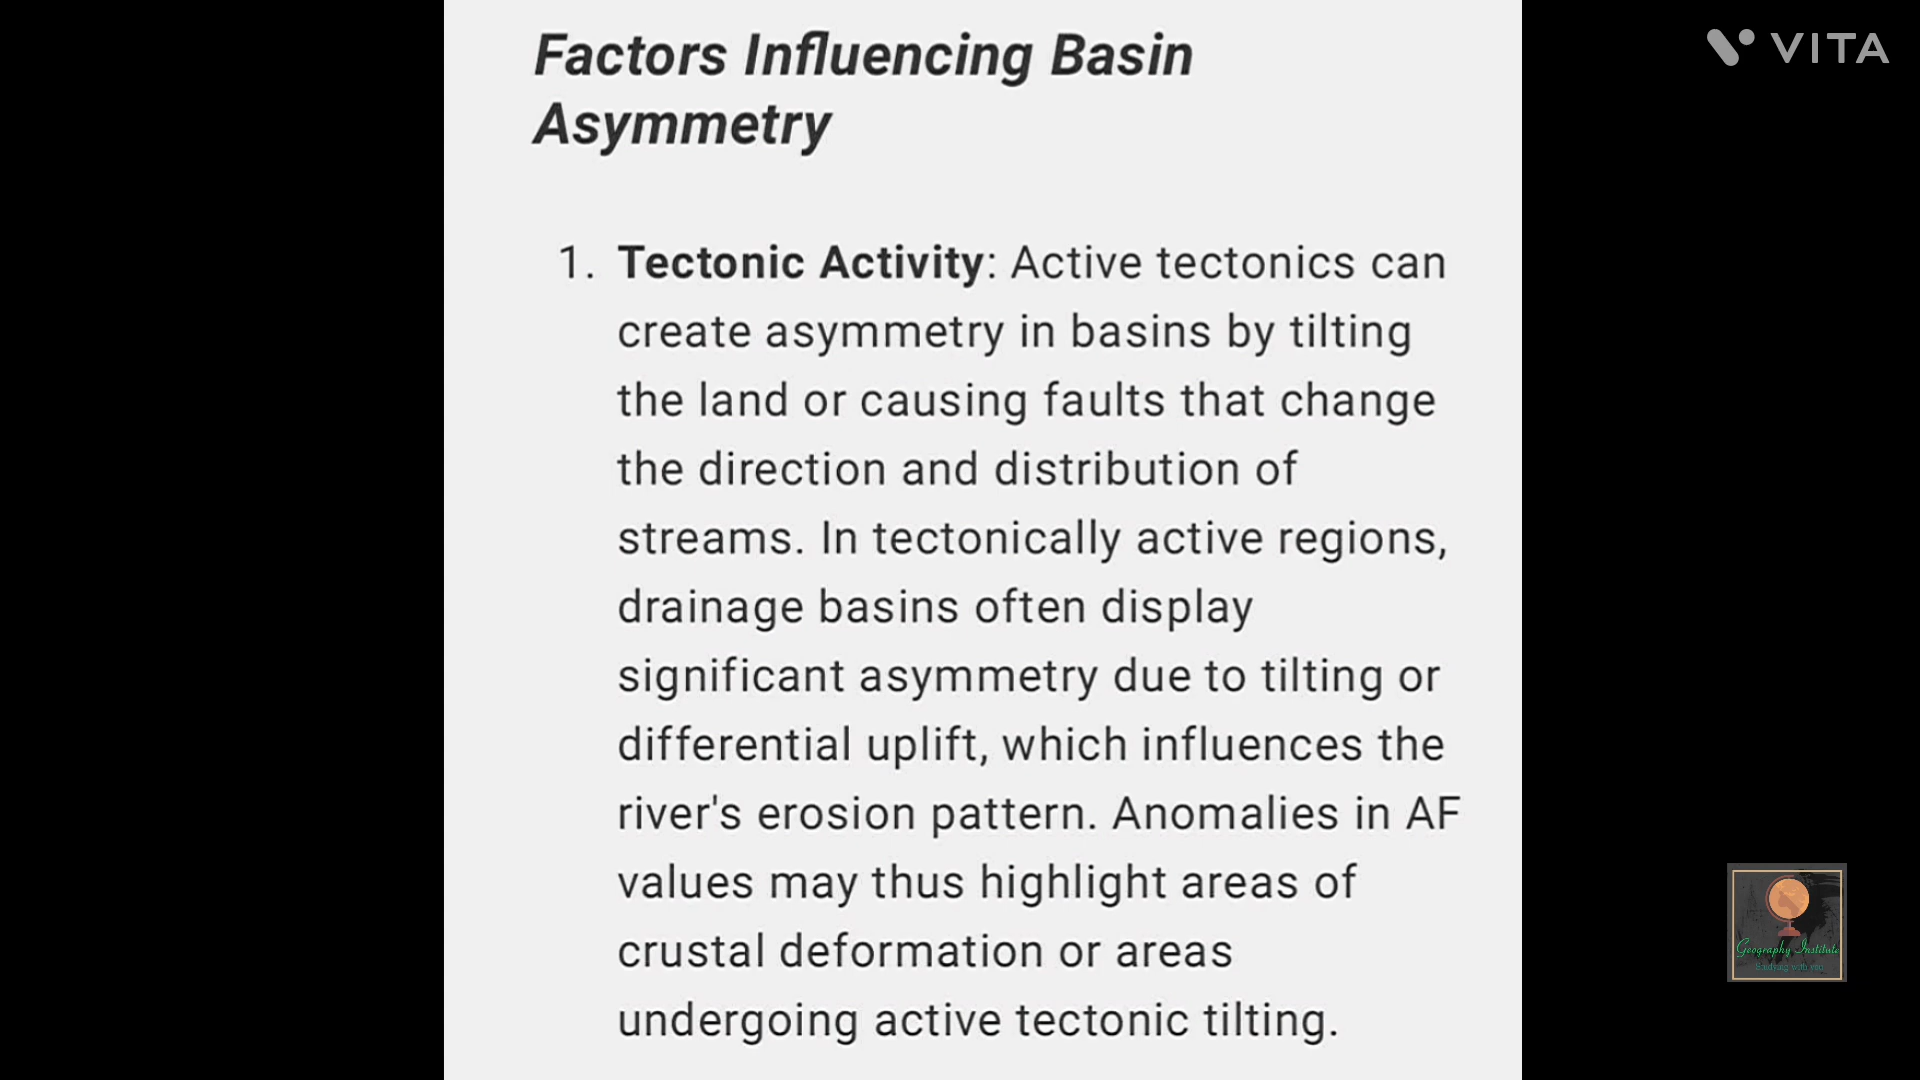 Factors Influencing Basin
Asymmetry
VITA
1. Tectonic Activity: Active tectonics can
create asymmetry in basins by tilting
the land or causing faults that change
the direction and distribution of
streams. In tectonically active regions,
drainage basins often display
significant asymmetry due to tilting or
differential uplift, which influences the
river's erosion pattern. Anomalies in AF
values may thus highlight areas of
crustal deformation or areas
undergoing active tectonic tilting.
Geography Institute
Studying with you